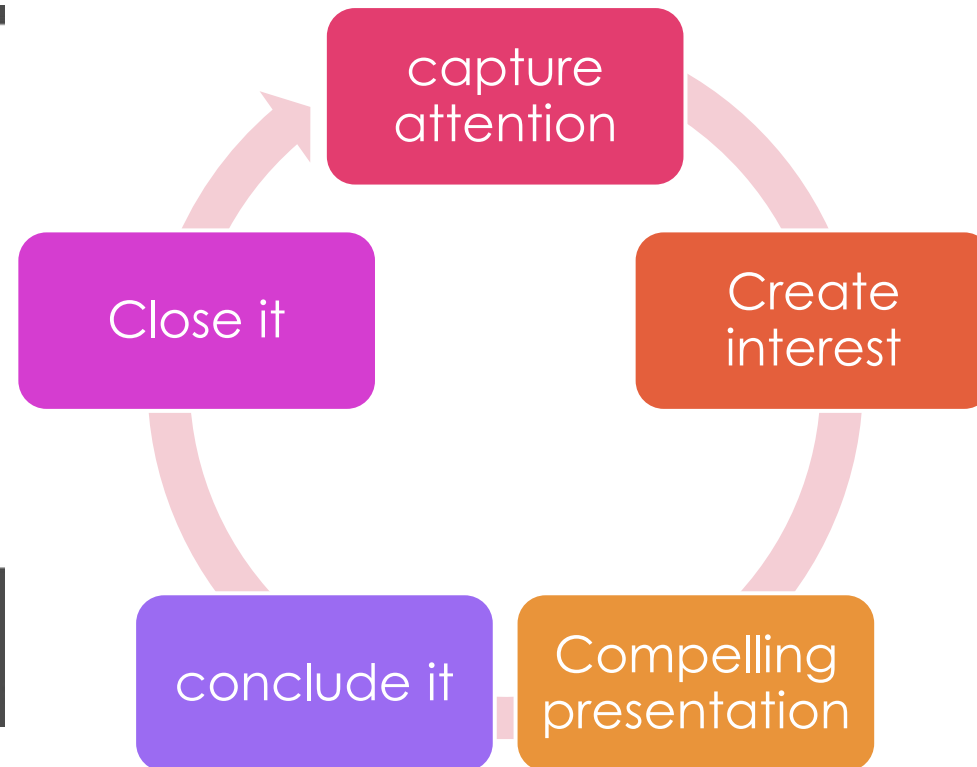 capture
attention
Create
interest
Compelling
presentation
conclude it
Close it